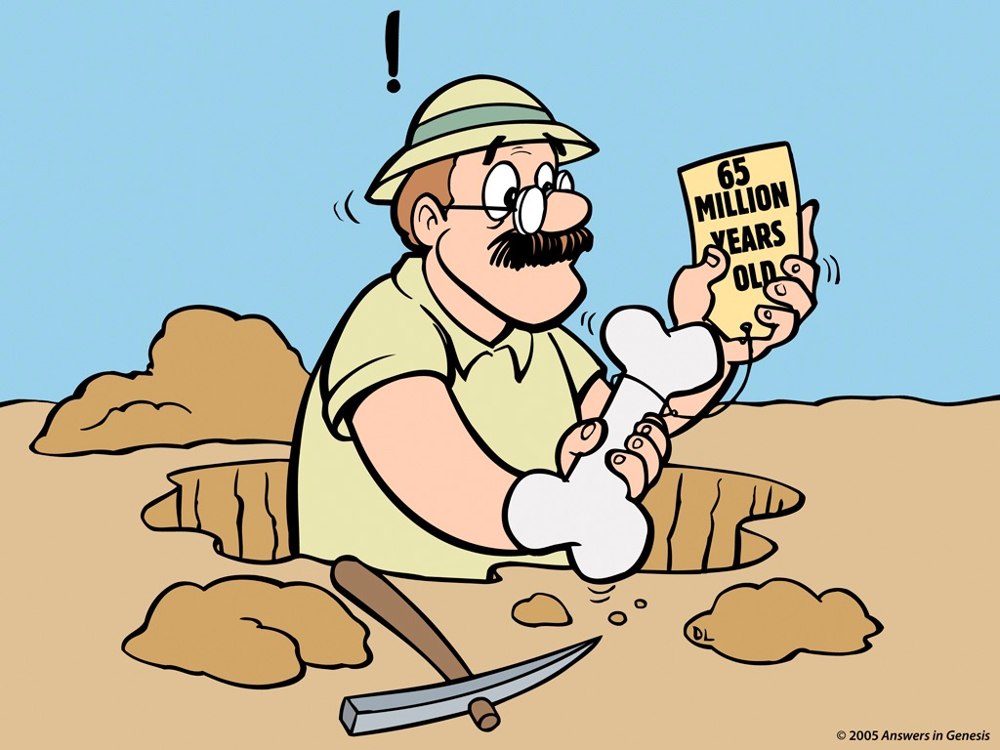 !
65
MILLION
YEARS
OLD
DL
© 2005 Answers in Genesis